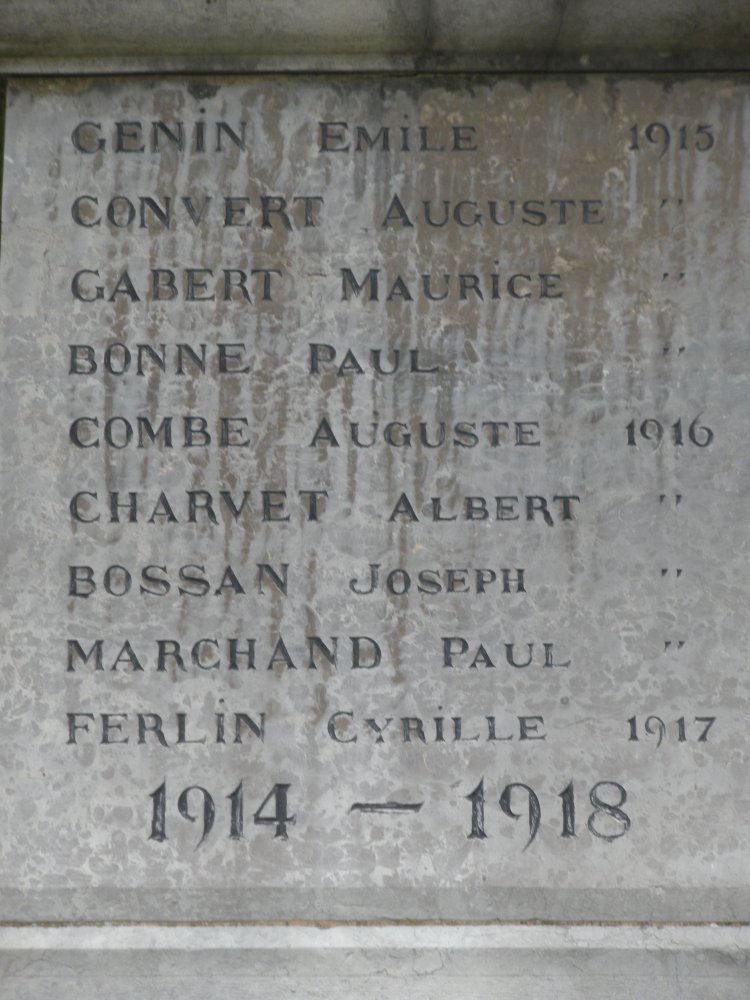 GENIN EMILE 1915
CONVERT AUGUSTE "
GABERT MAURICE "
BONNE PAUL "
COMBE AUGUSTE 1916
CHARVET ALBERT "
BOSSAN JOSEPH "
MARCHAND PAUL "
FERLIN CYRILLE 1917
1914 — 1918